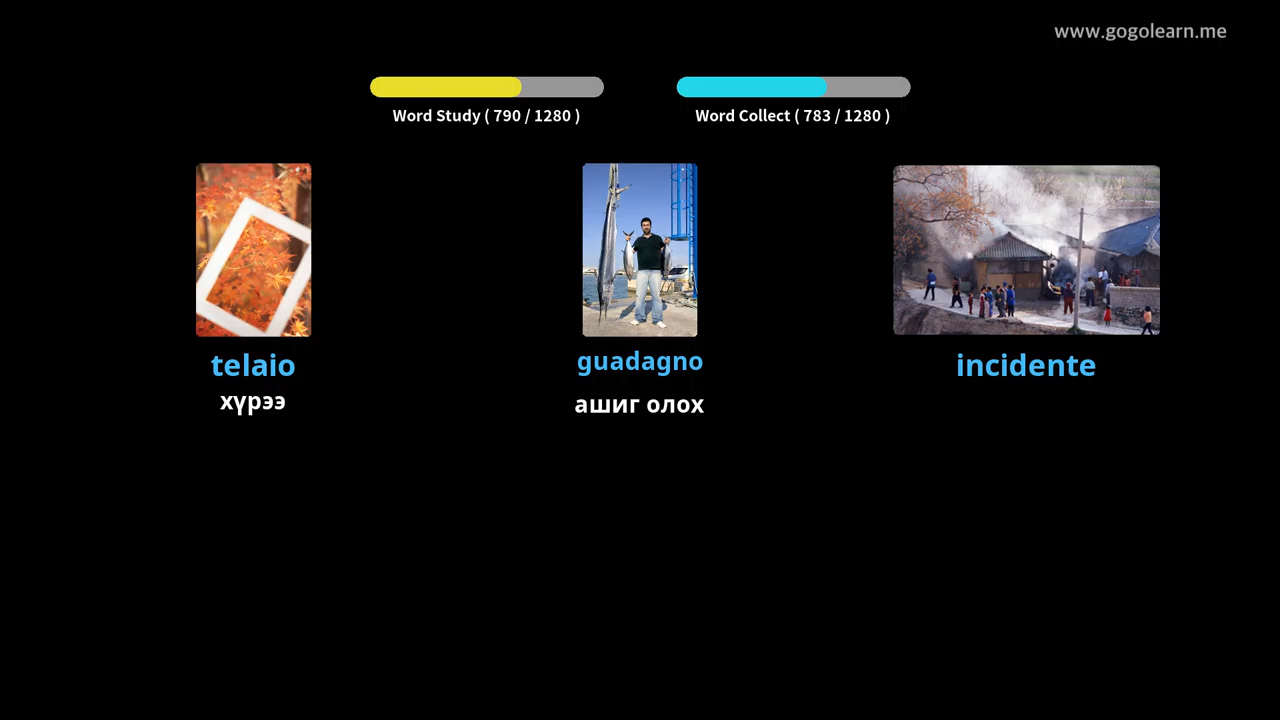 www.gogolearn.me
Word Study ( 790 / 1280 )
Word Collect ( 783 / 1280 )
telaio
хүрээ
guadagno
ашиг олох
incidente